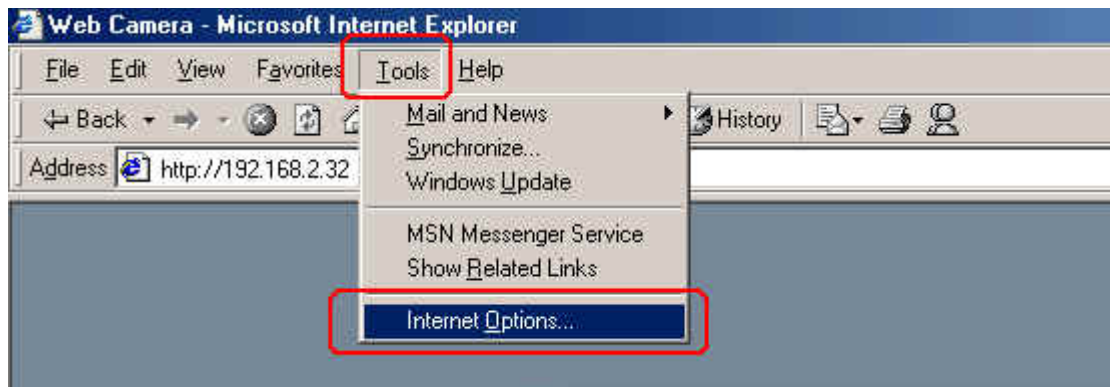 Web Camera - Microsoft Internet Explorer
File Edit View Favorites Tools Help
Back History
Address http://192.168.2.32
Mail and News
Synchronize...
Windows Update
MSN Messenger Service
Show Related Links
Internet Options...